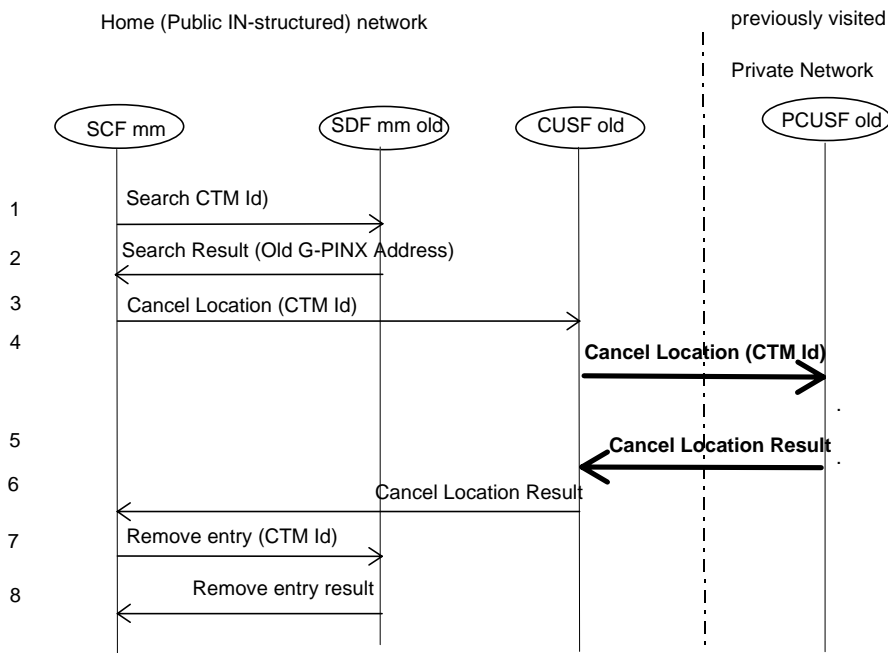 Home (Public IN-structured) network
previously visited
Private Network
SCF mm
SDF mm old
CUSF old
PCUSF old
1
Search CTM Id)
2
Search Result (Old G-PINX Address)
3
Cancel Location (CTM Id)
4
Cancel Location (CTM Id)
5
Cancel Location Result
6
Cancel Location Result
7
Remove entry (CTM Id)
8
Remove entry result